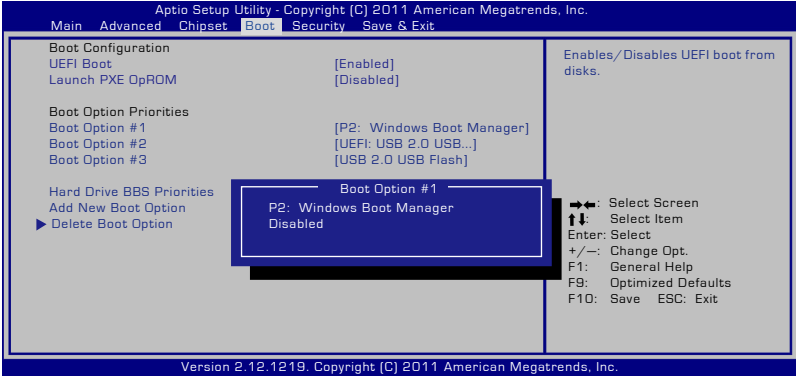 Aptio Setup Utility - Copyright (C) 2011 American Megatrends, Inc.
Main Advanced Chipset Boot Security Save & Exit
Boot Configuration
UEFI Boot [Enabled]
Launch PXE OpROM [Disabled]
Boot Option Priorities
Boot Option #1 [P2: Windows Boot Manager]
Boot Option #2 [UEFI: USB 2.0 USB...]
Boot Option #3 [USB 2.0 USB Flash]
Hard Drive BBS Priorities
Add New Boot Option
Delete Boot Option
Boot Option #1
P2: Windows Boot Manager
Disabled
Enables/Disables UEFI boot from
disks.
→←: Select Screen
↑↓: Select Item
Enter: Select
+/—: Change Opt.
F1: General Help
F9: Optimized Defaults
F10: Save ESC: Exit
Version 2.12.1219. Copyright (C) 2011 American Megatrends, Inc.